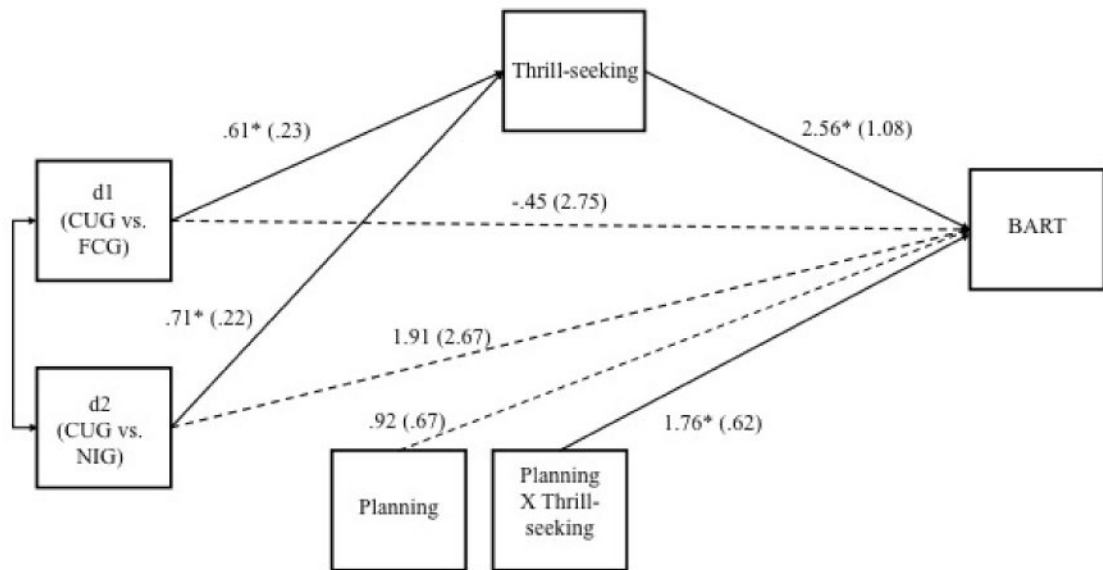 Thrill-seeking
.61* (.23)
2.56* (1.08)
d1
(CUG vs.
FCG)
-.45 (2.75)
BART
.71* (.22)
1.91 (2.67)
d2
(CUG vs.
NIG)
.92 (.67)
1.76* (.62)
Planning
Planning
X Thrill-
seeking